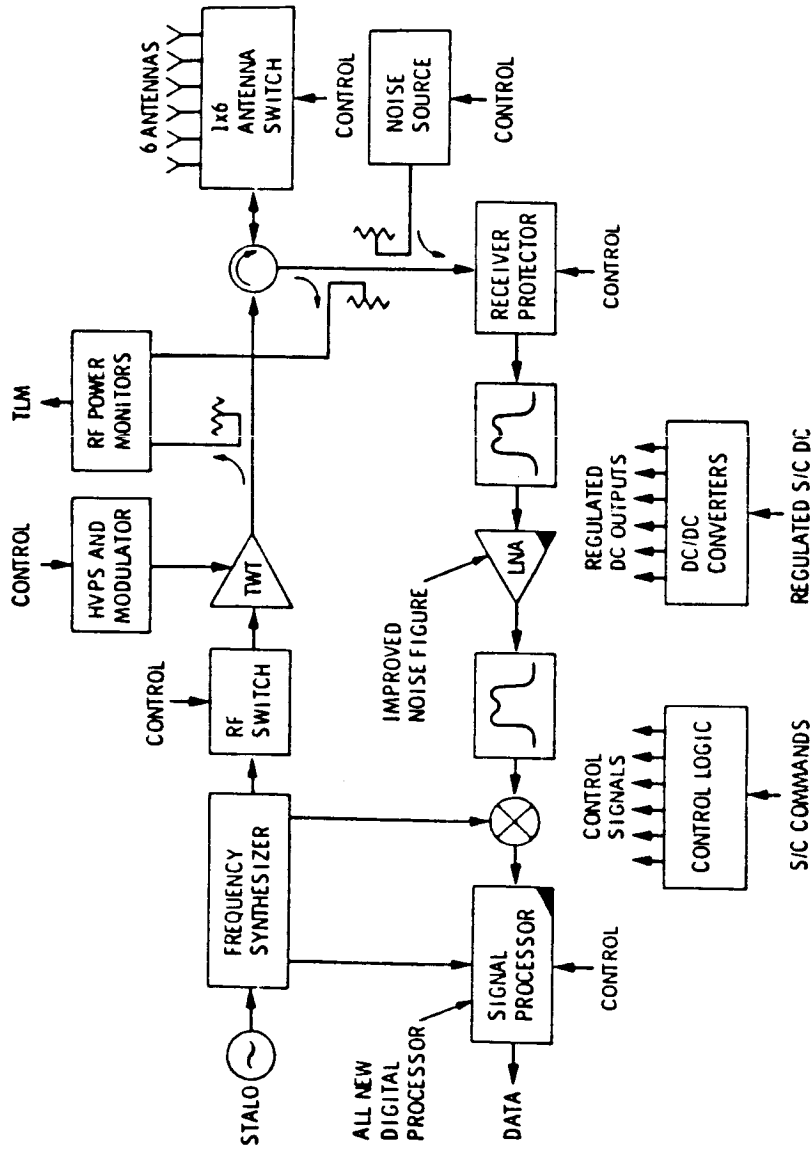 STALO
FREQUENCY
SYNTHESIZER
CONTROL
RF
SWITCH
CONTROL
HVPS AND
MODULATOR
TWT
TLM
RF POWER
MONITORS
6 ANTENNAS
1x6
ANTENNA
SWITCH
CONTROL
NOISE
SOURCE
CONTROL
RECEIVER
PROTECTOR
CONTROL
LNA
IMPROVED
NOISE FIGURE
ALL NEW
DIGITAL
PROCESSOR
SIGNAL
PROCESSOR
DATA
CONTROL
CONTROL
SIGNALS
CONTROL LOGIC
S/C COMMANDS
REGULATED
DC OUTPUTS
DC/DC
CONVERTERS
REGULATED S/C DC